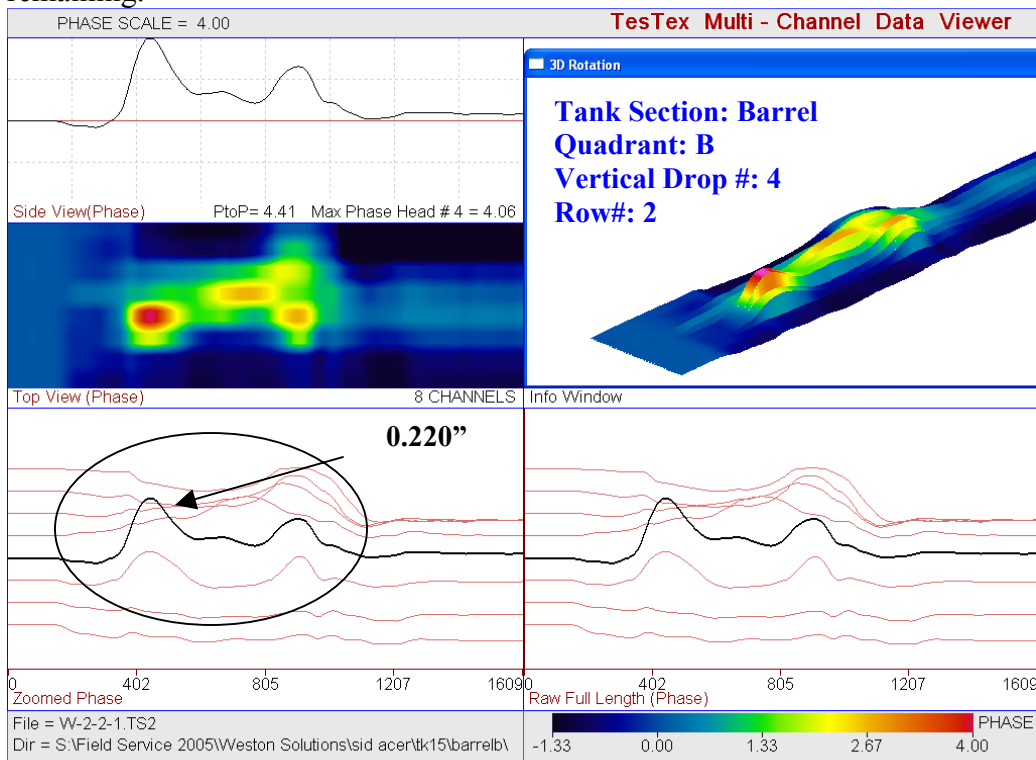 remaining.
PHASE SCALE = 4.00
TesTex Multi - Channel Data Viewer
3D Rotation
Tank Section: Barrel
Quadrant: B
Vertical Drop #: 4
Row#: 2
Side View(Phase) PtoP= 4.41 Max Phase Head # 4 = 4.06
Top View (Phase) 8 CHANNELS
Info Window
0.220”
0 402 805 1207 1609
Zoomed Phase
0 402 805 1207 1609
Raw Full Length (Phase)
File = W-2-2-1.TS2
Dir = S:\Field Service 2005\Weston Solutions\sid acer\tk15\barrelb\
PHASE
-1.33 0.00 1.33 2.67 4.00